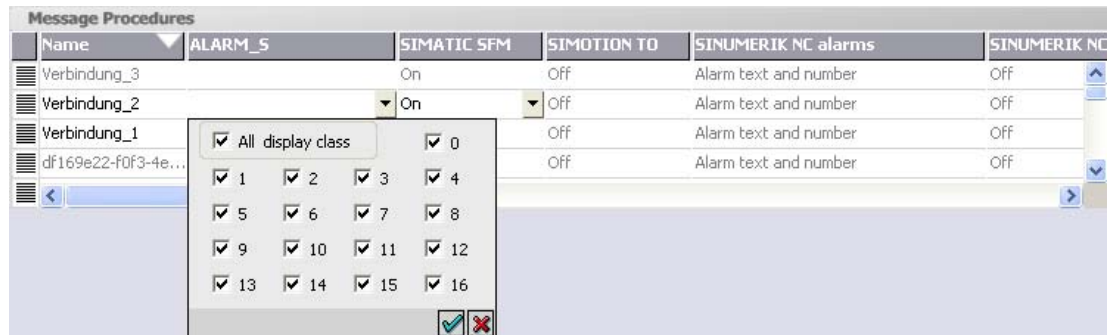 Message Procedures
Name ALARM_S SIMATIC SFM SIMOTION TO SINUMERIK NC alarms SINUMERIK NC
Verbindung_3 On Off Alarm text and number Off
Verbindung_2 On Off Alarm text and number Off
Verbindung_1 Off Alarm text and number Off
df169e22-f0f3-4e... Off Alarm text and number Off
All display class 0
1 2 3 4
5 6 7 8
9 10 11 12
13 14 15 16